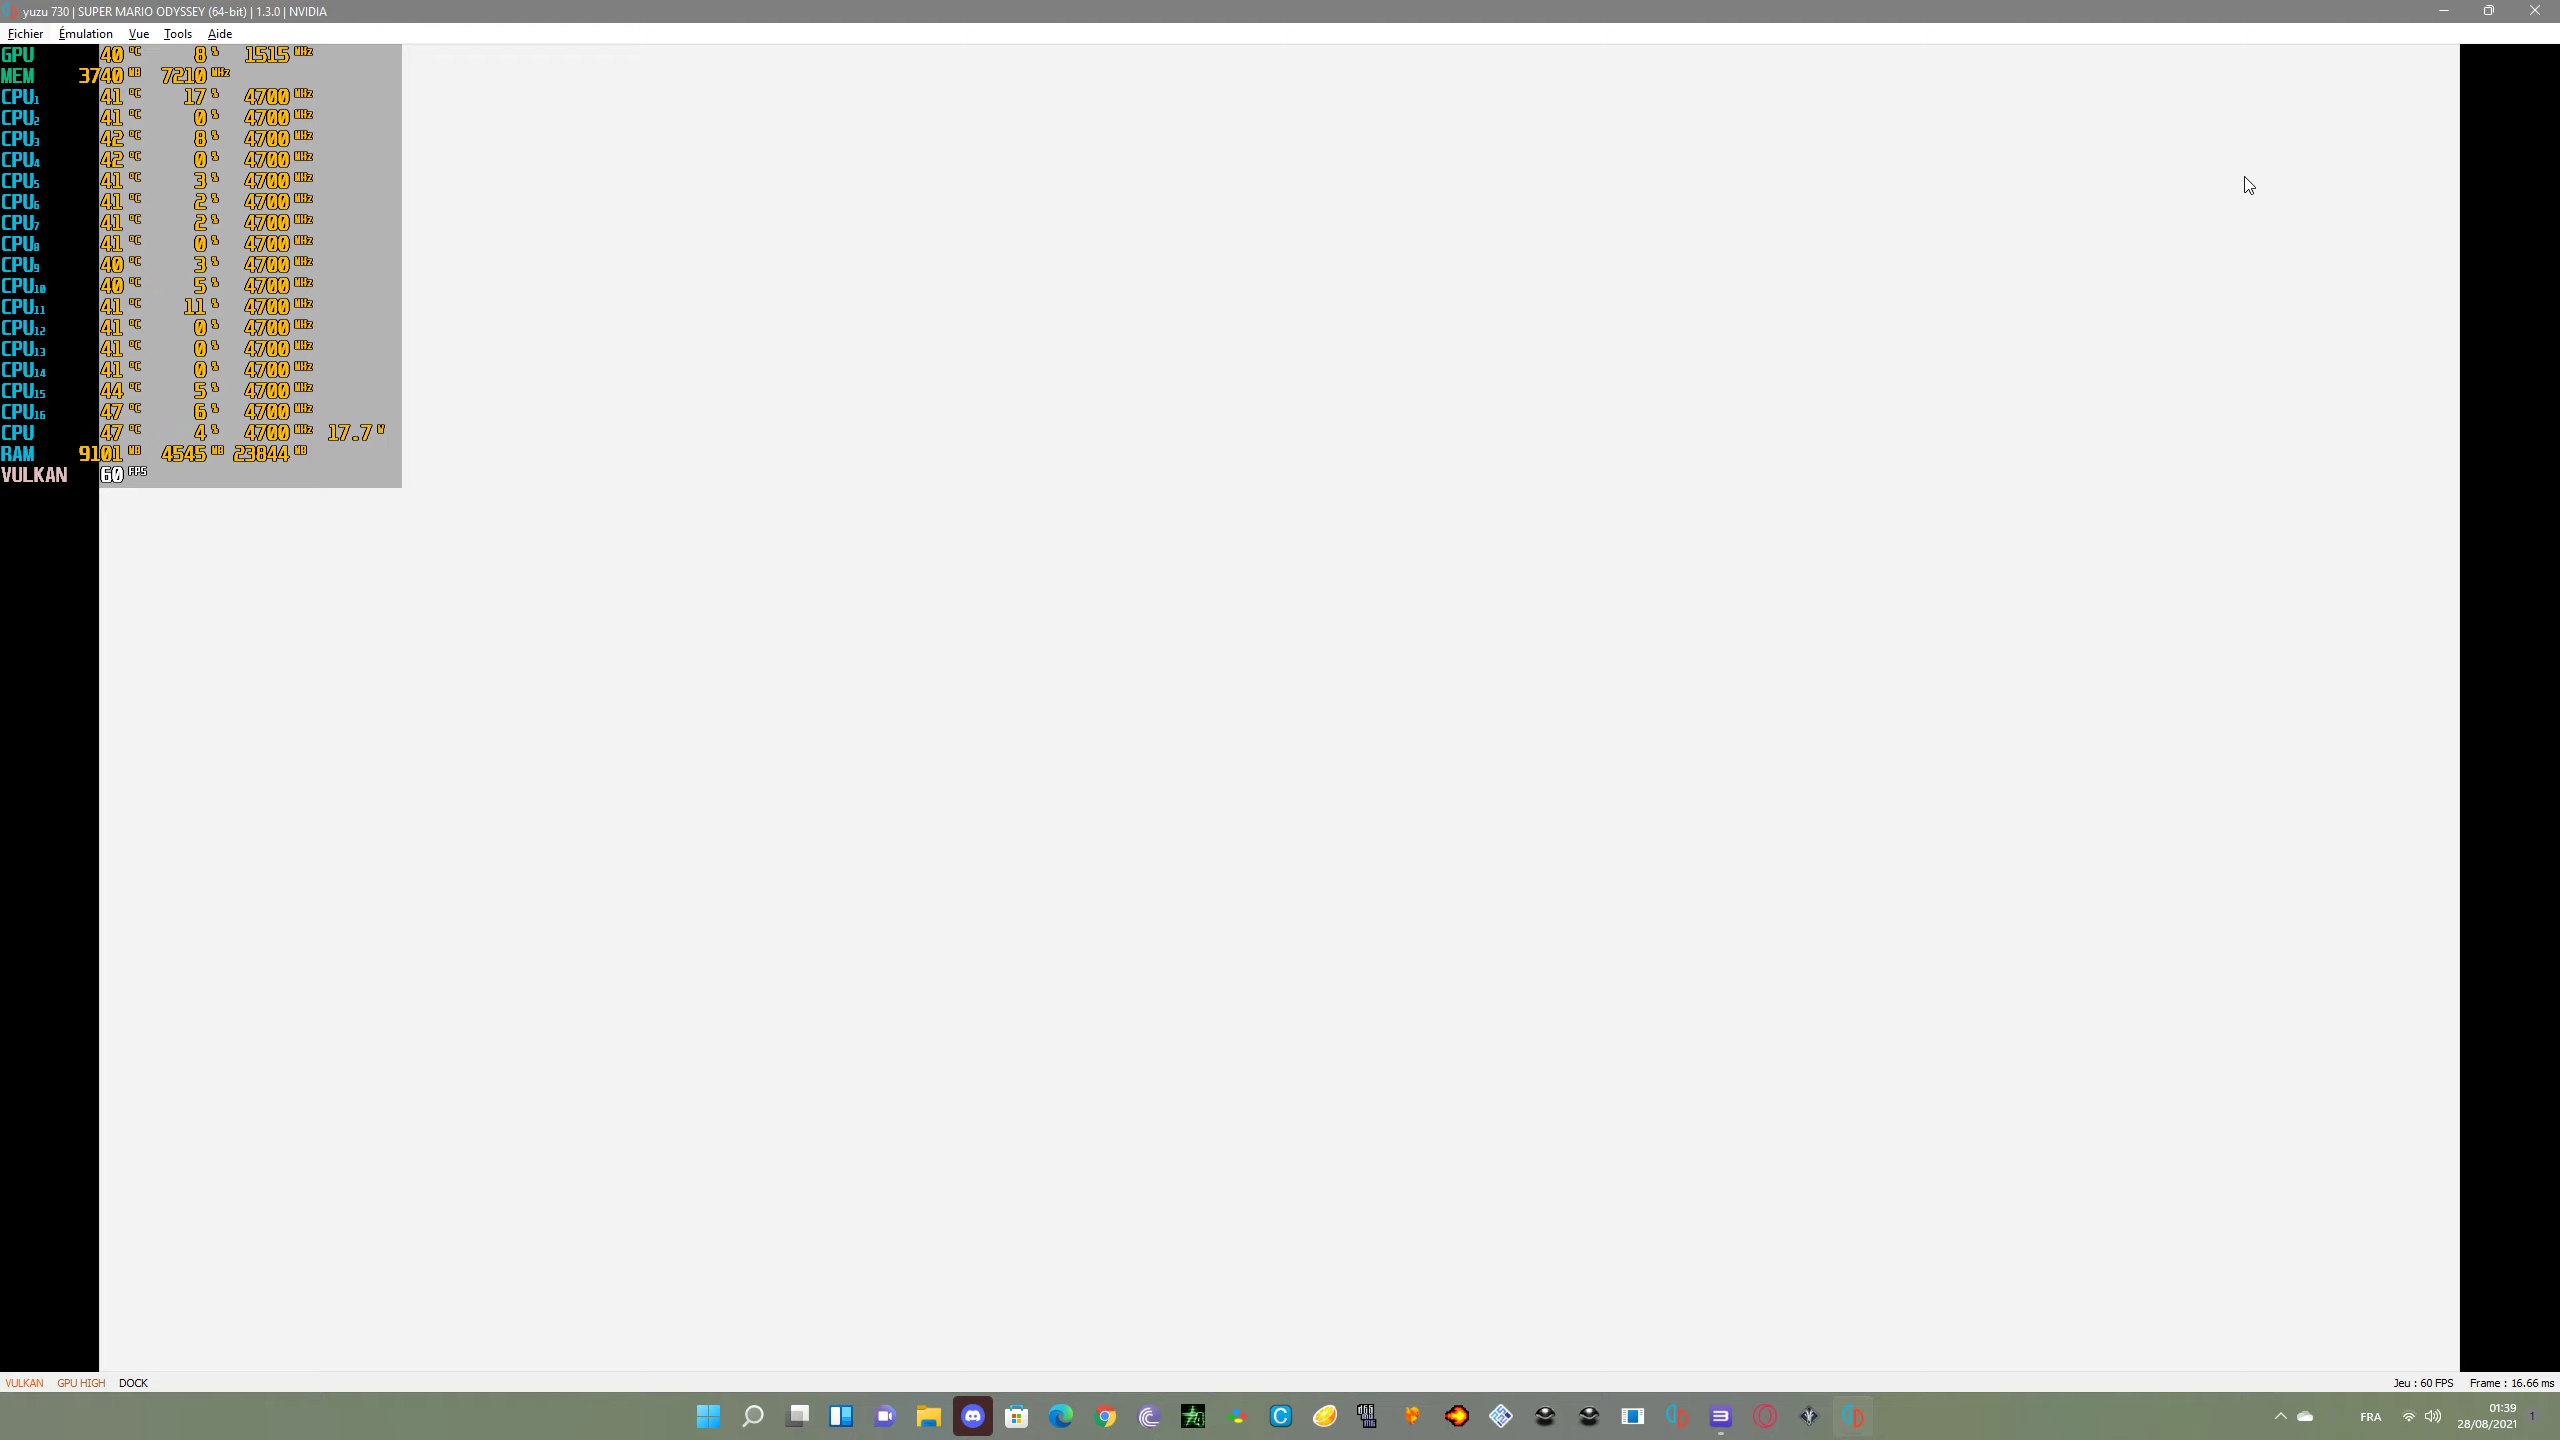 yuzu 730 | SUPER MARIO ODYSSEY (64-bit) | 1.3.0 | NVIDIA
Fichier Émulation Vue Tools Aide
GPU 40 °C 8 % 1515 MHz
MEM 3740 MB 7210 MHz
CPU1 41 °C 17 % 4700 MHz
CPU2 41 °C 0 % 4700 MHz
CPU3 42 °C 8 % 4700 MHz
CPU4 42 °C 0 % 4700 MHz
CPU5 41 °C 3 % 4700 MHz
CPU6 41 °C 2 % 4700 MHz
CPU7 41 °C 2 % 4700 MHz
CPU8 41 °C 0 % 4700 MHz
CPU9 40 °C 3 % 4700 MHz
CPU10 40 °C 5 % 4700 MHz
CPU11 41 °C 11 % 4700 MHz
CPU12 41 °C 0 % 4700 MHz
CPU13 41 °C 0 % 4700 MHz
CPU14 41 °C 0 % 4700 MHz
CPU15 44 °C 5 % 4700 MHz
CPU16 47 °C 6 % 4700 MHz
CPU 47 °C 4 % 4700 MHz 17.7 W
RAM 9101 MB 4545 MB 23844 MB
VULKAN 60 FPS
VULKAN GPU HIGH DOCK Jeu : 60 FPS Frame : 16.66 ms
FRA 01:39 1
28/08/2021